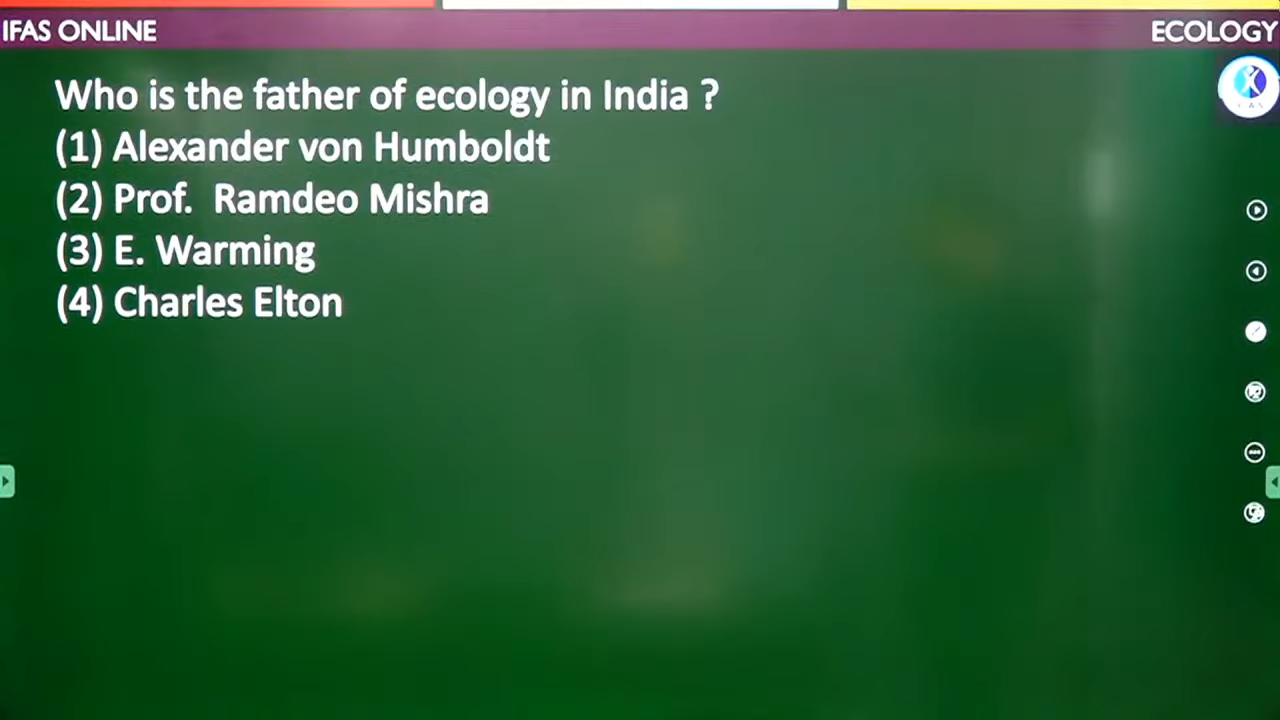 IFAS ONLINE
ECOLOGY
Who is the father of ecology in India ?
(1) Alexander von Humboldt
(2) Prof. Ramdeo Mishra
(3) E. Warming
(4) Charles Elton